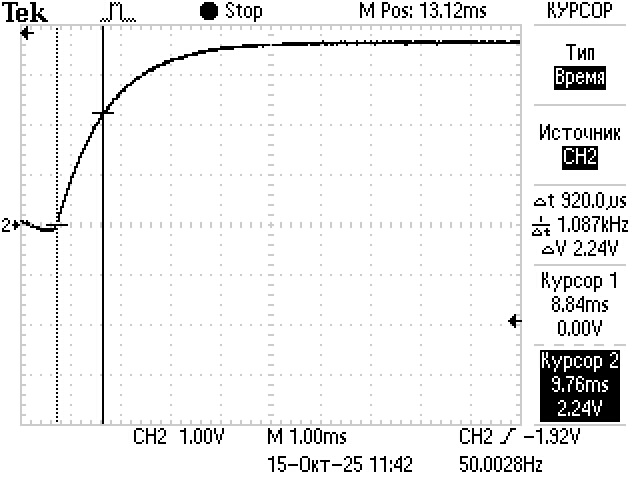 Tek Stop M Pos: 13.12ms КУРСОР
Тип
Время
Источник
CH2
△t 920.0µs
1/△t 1.087kHz
△V 2.24V
2
Курсор 1
8.84ms
0.00V
Курсор 2
9.76ms
2.24V
CH2 1.00V M 1.00ms CH2 -1.92V
15-Окт-25 11:42 50.0028Hz